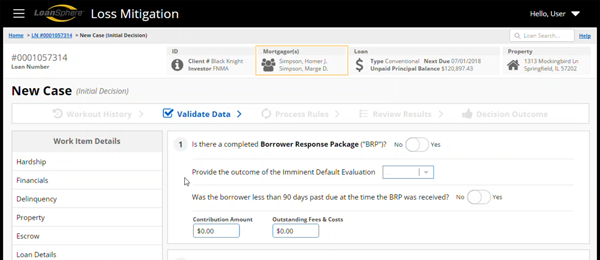 LoanSphere Loss Mitigation Hello, User
Home > LN #0001057314 > New Case (Initial Decision) Loan Search... Help
#0001057314
Loan Number
ID
Client # Black Knight
Investor FNMA
Mortgagor(s)
Simpson, Homer J.
Simpson, Marge D.
Loan
Type Conventional Next Due 07/01/2018
Unpaid Principal Balance $120,897.43
Property
1313 Mockingbird Ln
Springfield, IL 57202
New Case (Initial Decision)
Workout History > Validate Data > Process Rules > Review Results > Decision Outcome
Work Item Details
Hardship
Financials
Delinquency
Property
Escrow
Loan Details
1 Is there a completed Borrower Response Package ("BRP")? No Yes
Provide the outcome of the Imminent Default Evaluation
Was the borrower less than 90 days past due at the time the BRP was received? No Yes
Contribution Amount Outstanding Fees & Costs
$0.00 $0.00